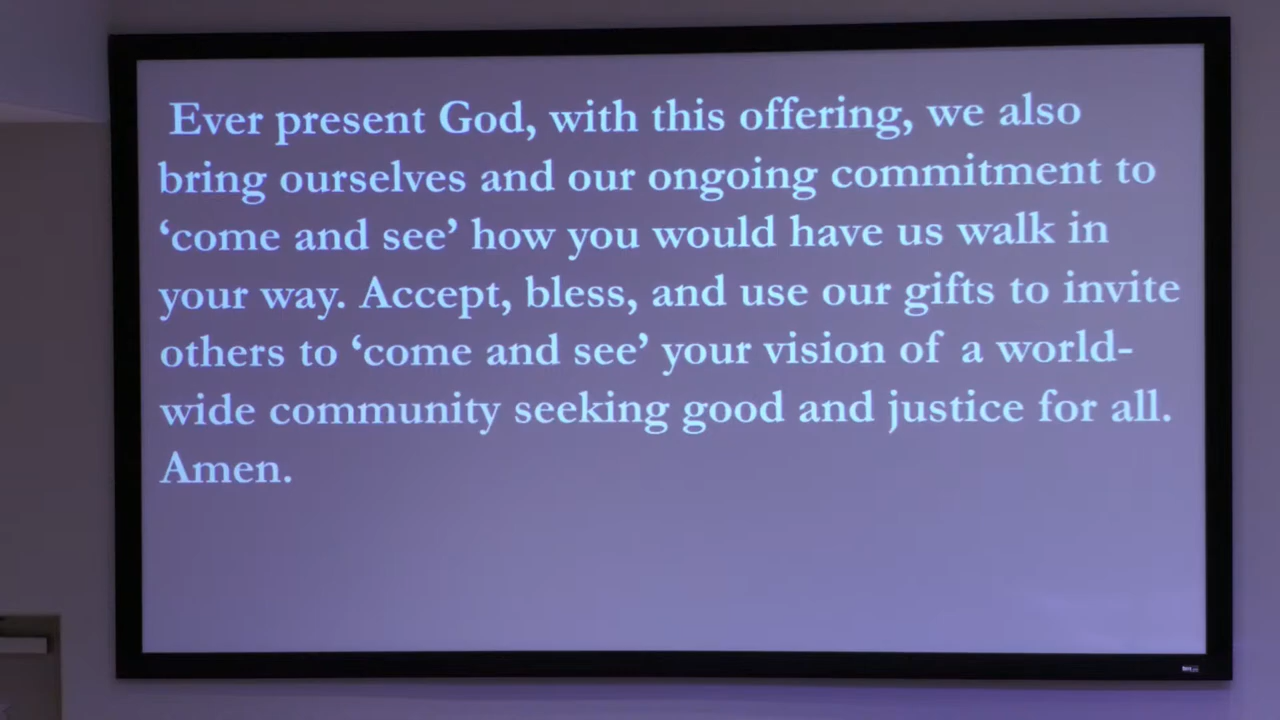 Ever present God, with this offering, we also
bring ourselves and our ongoing commitment to
‘come and see’ how you would have us walk in
your way. Accept, bless, and use our gifts to invite
others to ‘come and see’ your vision of a world-
wide community seeking good and justice for all.
Amen.